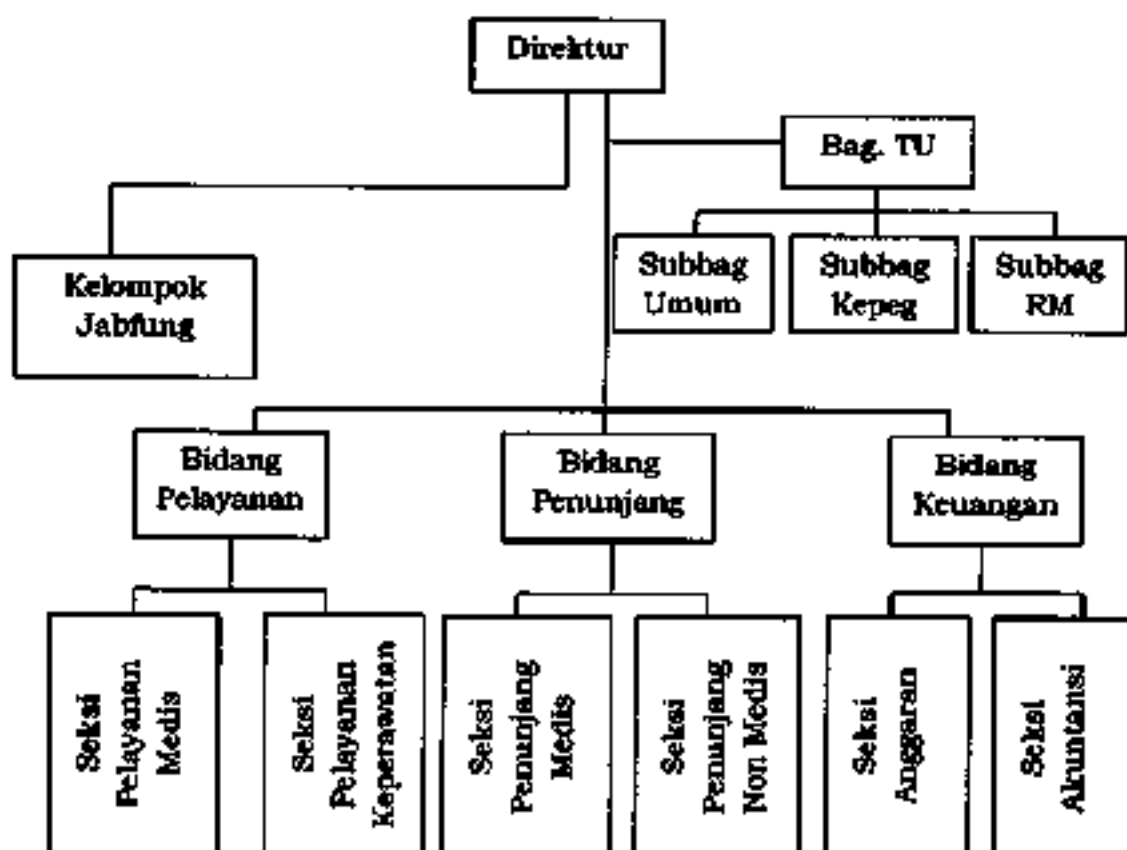 Direktur
Bag. TU
Kelompok
Jabfung
Subbag
Umum
Subbag
Kepeg
Subbag
RM
Bidang
Pelayanan
Bidang
Penunjang
Bidang
Keuangan
Seksi
Pelayanan
Medis
Seksi
Pelayanan
Keperawatan
Seksi
Penunjang
Medis
Seksi
Penunjang
Non Medis
Seksi
Anggaran
Seksi
Akuntansi